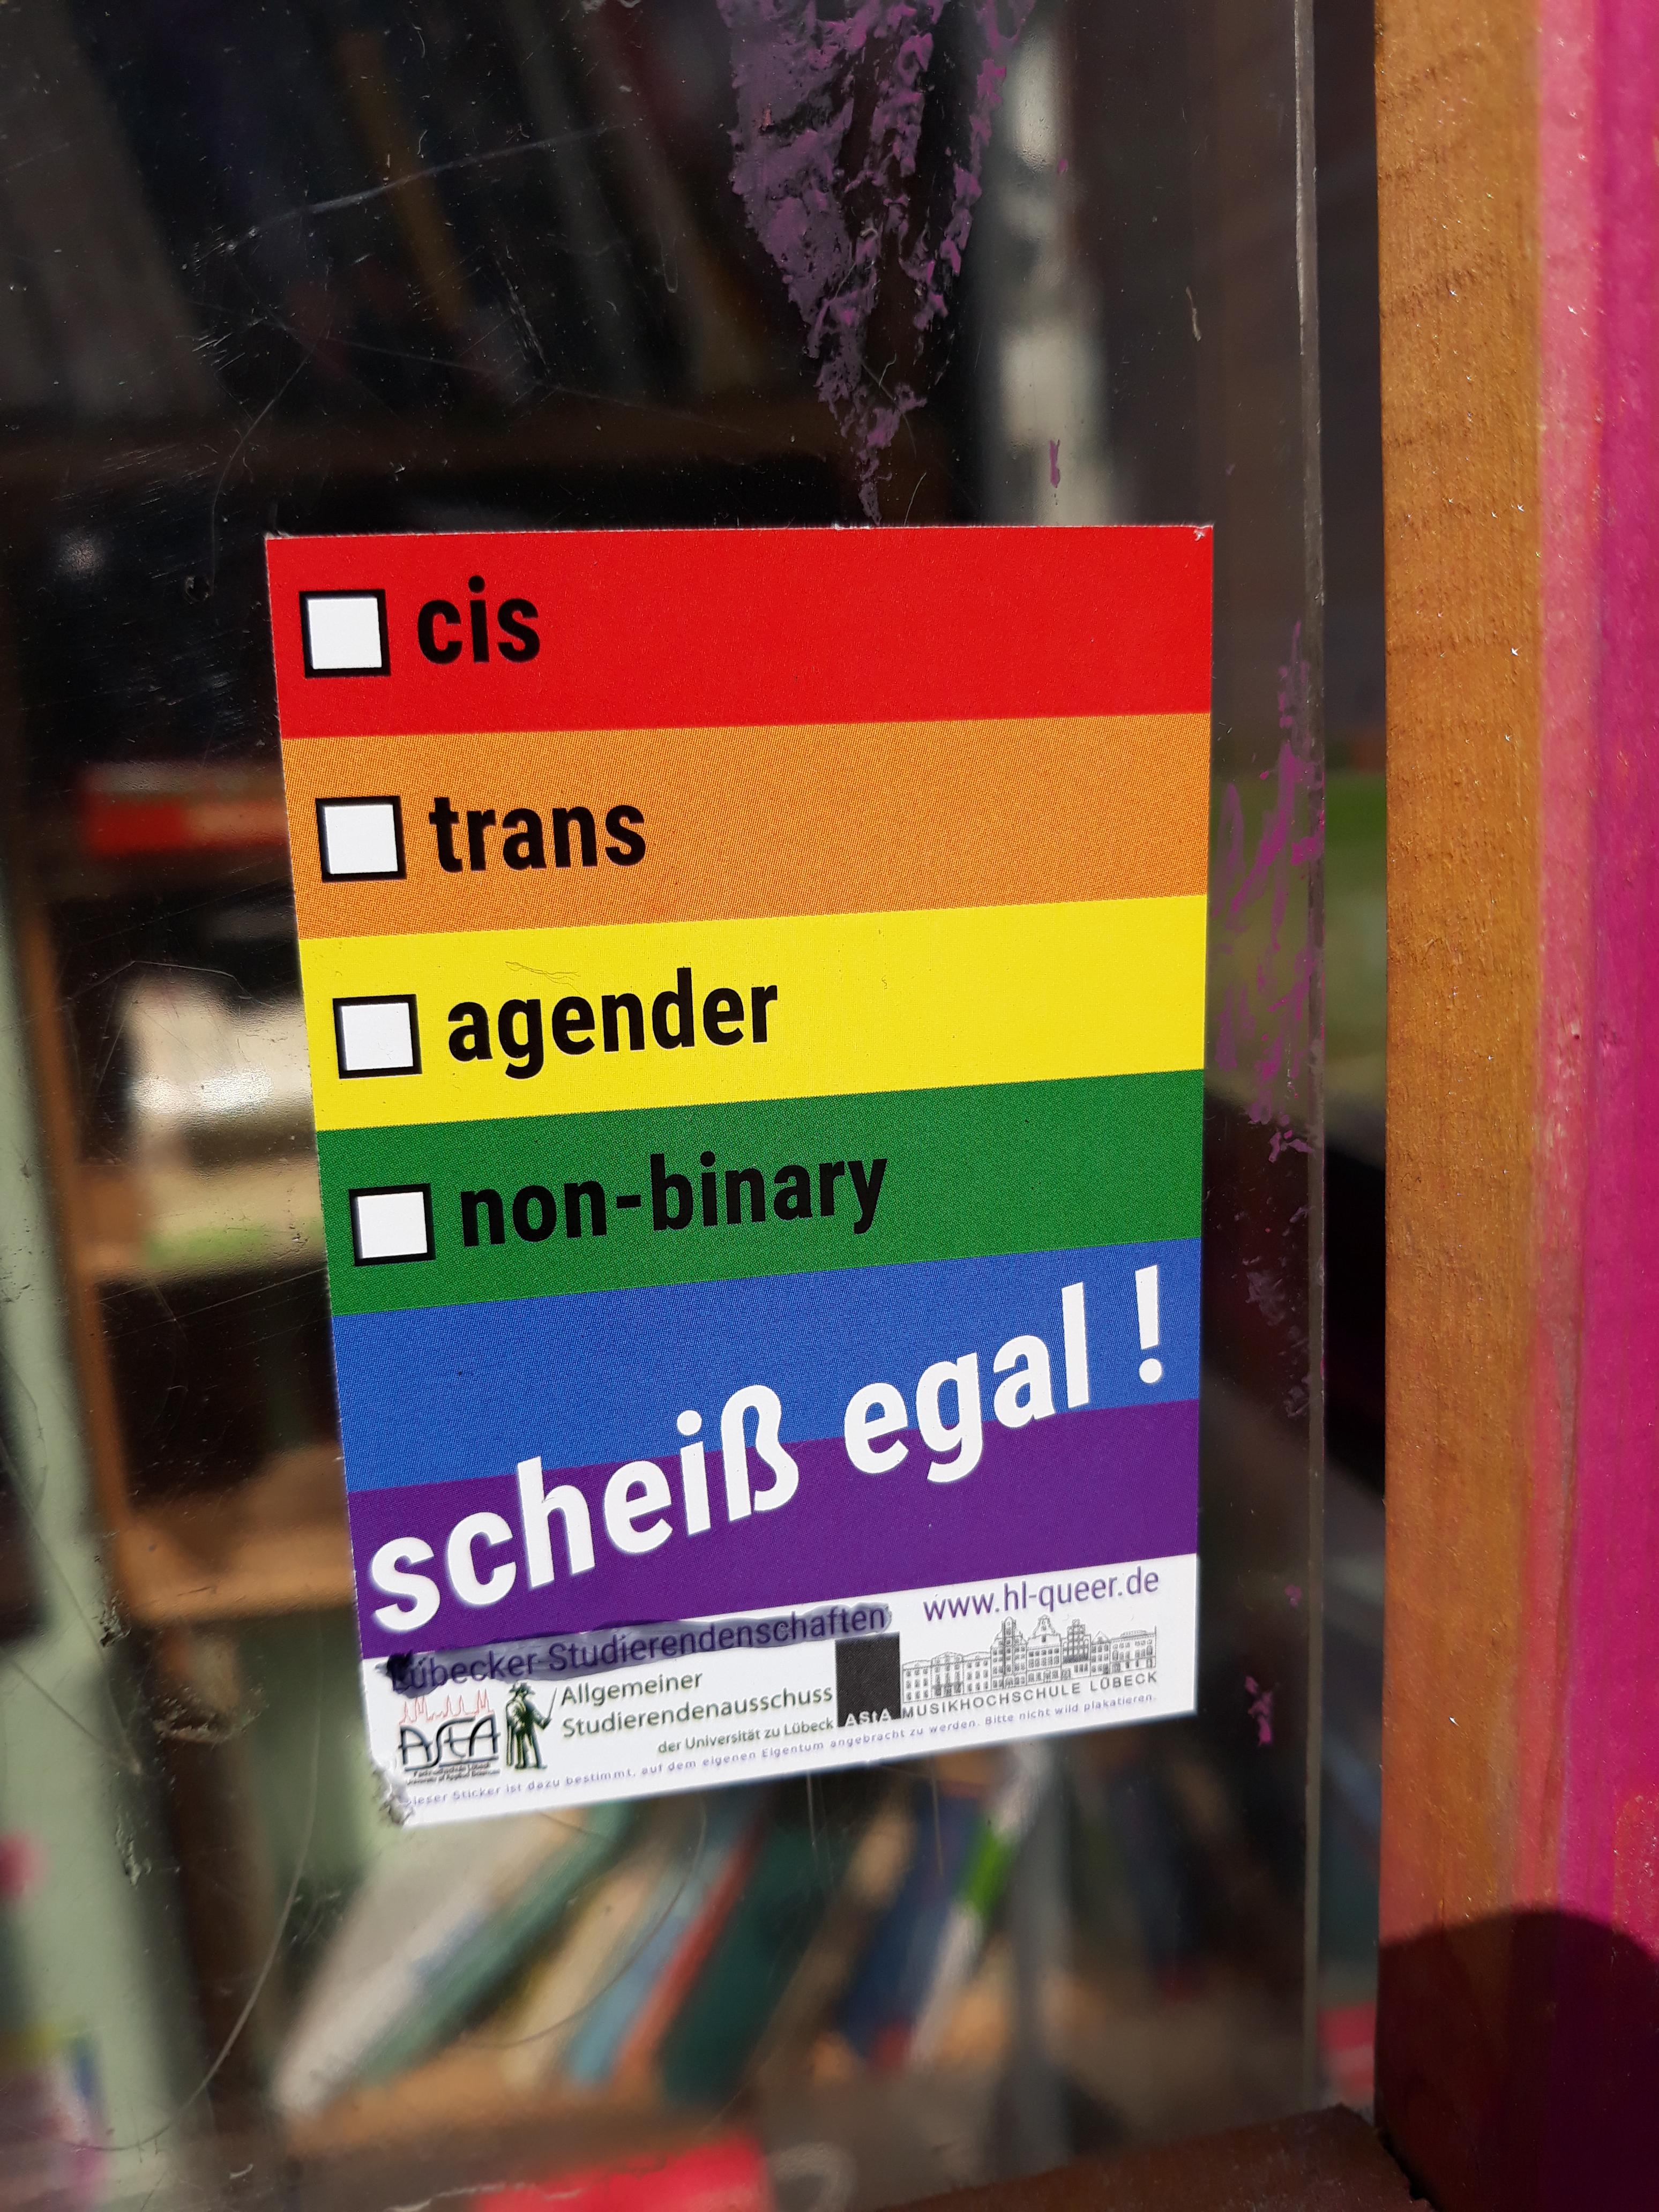 cis
trans
agender
non-binary
scheiß egal !
www.hl-queer.de
Lübecker Studierendenschaften
AStA
Allgemeiner
Studierendenausschuss
der Universität zu Lübeck
AStA MUSIKHOCHSCHULE LÜBECK
Dieser Sticker ist dazu bestimmt, auf dem eigenen Eigentum angebracht zu werden. Bitte nicht wild plakatieren.